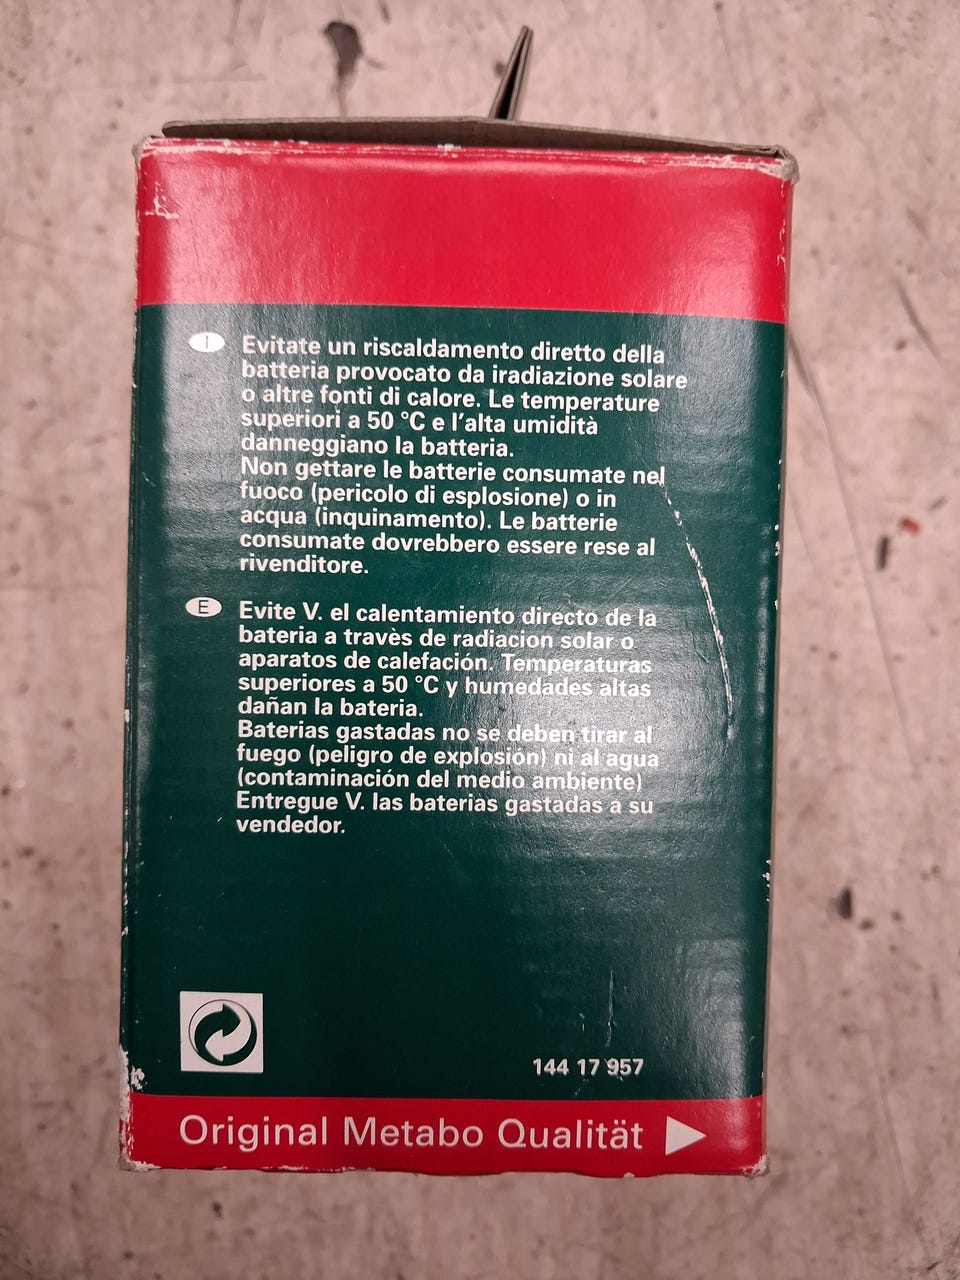 I
Evitate un riscaldamento diretto della
batteria provocato da iradiazione solare
o altre fonti di calore. Le temperature
superiori a 50 °C e l'alta umidità
danneggiano la batteria.
Non gettare le batterie consumate nel
fuoco (pericolo di esplosione) o in
acqua (inquinamento). Le batterie
consumate dovrebbero essere rese al
rivenditore.
E
Evite V. el calentamiento directo de la
bateria a travès de radiacion solar o
aparatos de calefación. Temperaturas
superiores a 50 °C y humedades altas
dañan la bateria.
Baterias gastadas no se deben tirar al
fuego (peligro de explosión) ni al agua
(contaminación del medio ambiente)
Entregue V. las baterias gastadas a su
vendedor.
144 17 957
Original Metabo Qualität